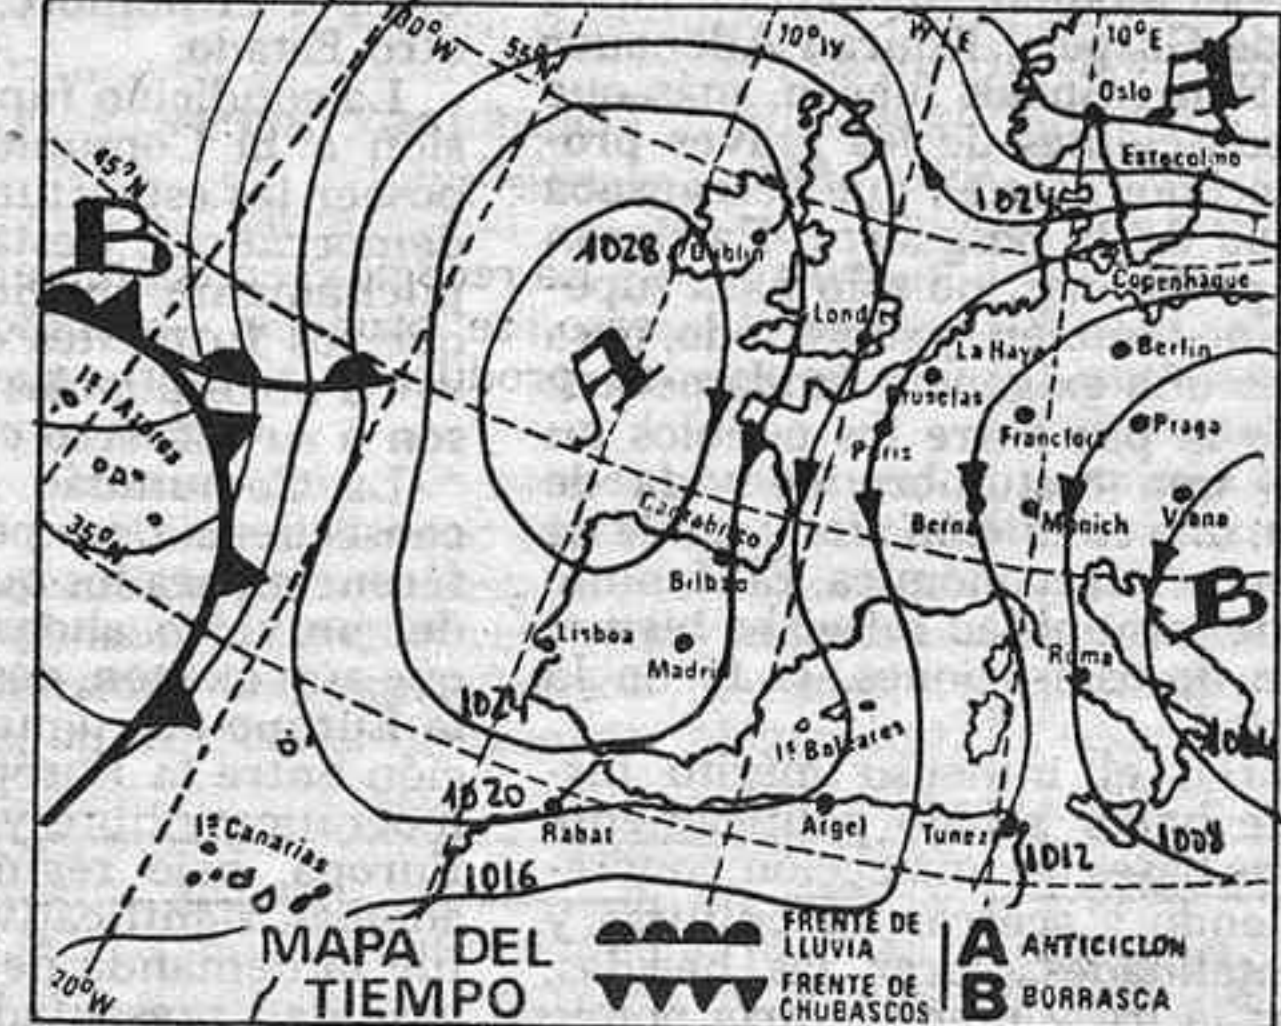 30°W
55°N
10°W
W E
10°E
A
Oslo
Estocolmo
45°N
B
1024
1028
Dublin
Copenhague
Lond
La Haya
Berlin
A
Bruselas
Is Azores
Paris
Francfort
Praga
Cantabrico
Berna
Munich
Viena
35°N
Bilbao
B
Lisboa
Madrid
Roma
1024
Is Baleares
1020
Rabat
Argel
Tunez
1004
1008
1012
Is Canarias
1016
20°W
MAPA DEL
TIEMPO
FRENTE DE
LLUVIA
FRENTE DE
CHUBASCOS
A ANTICICLON
B BORRASCA